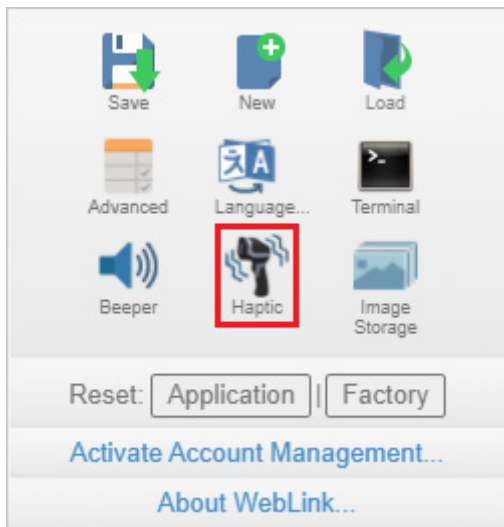 Save New Load
Advanced Language... Terminal
Beeper Haptic Image
Storage
Reset: Application | Factory
Activate Account Management...
About WebLink...